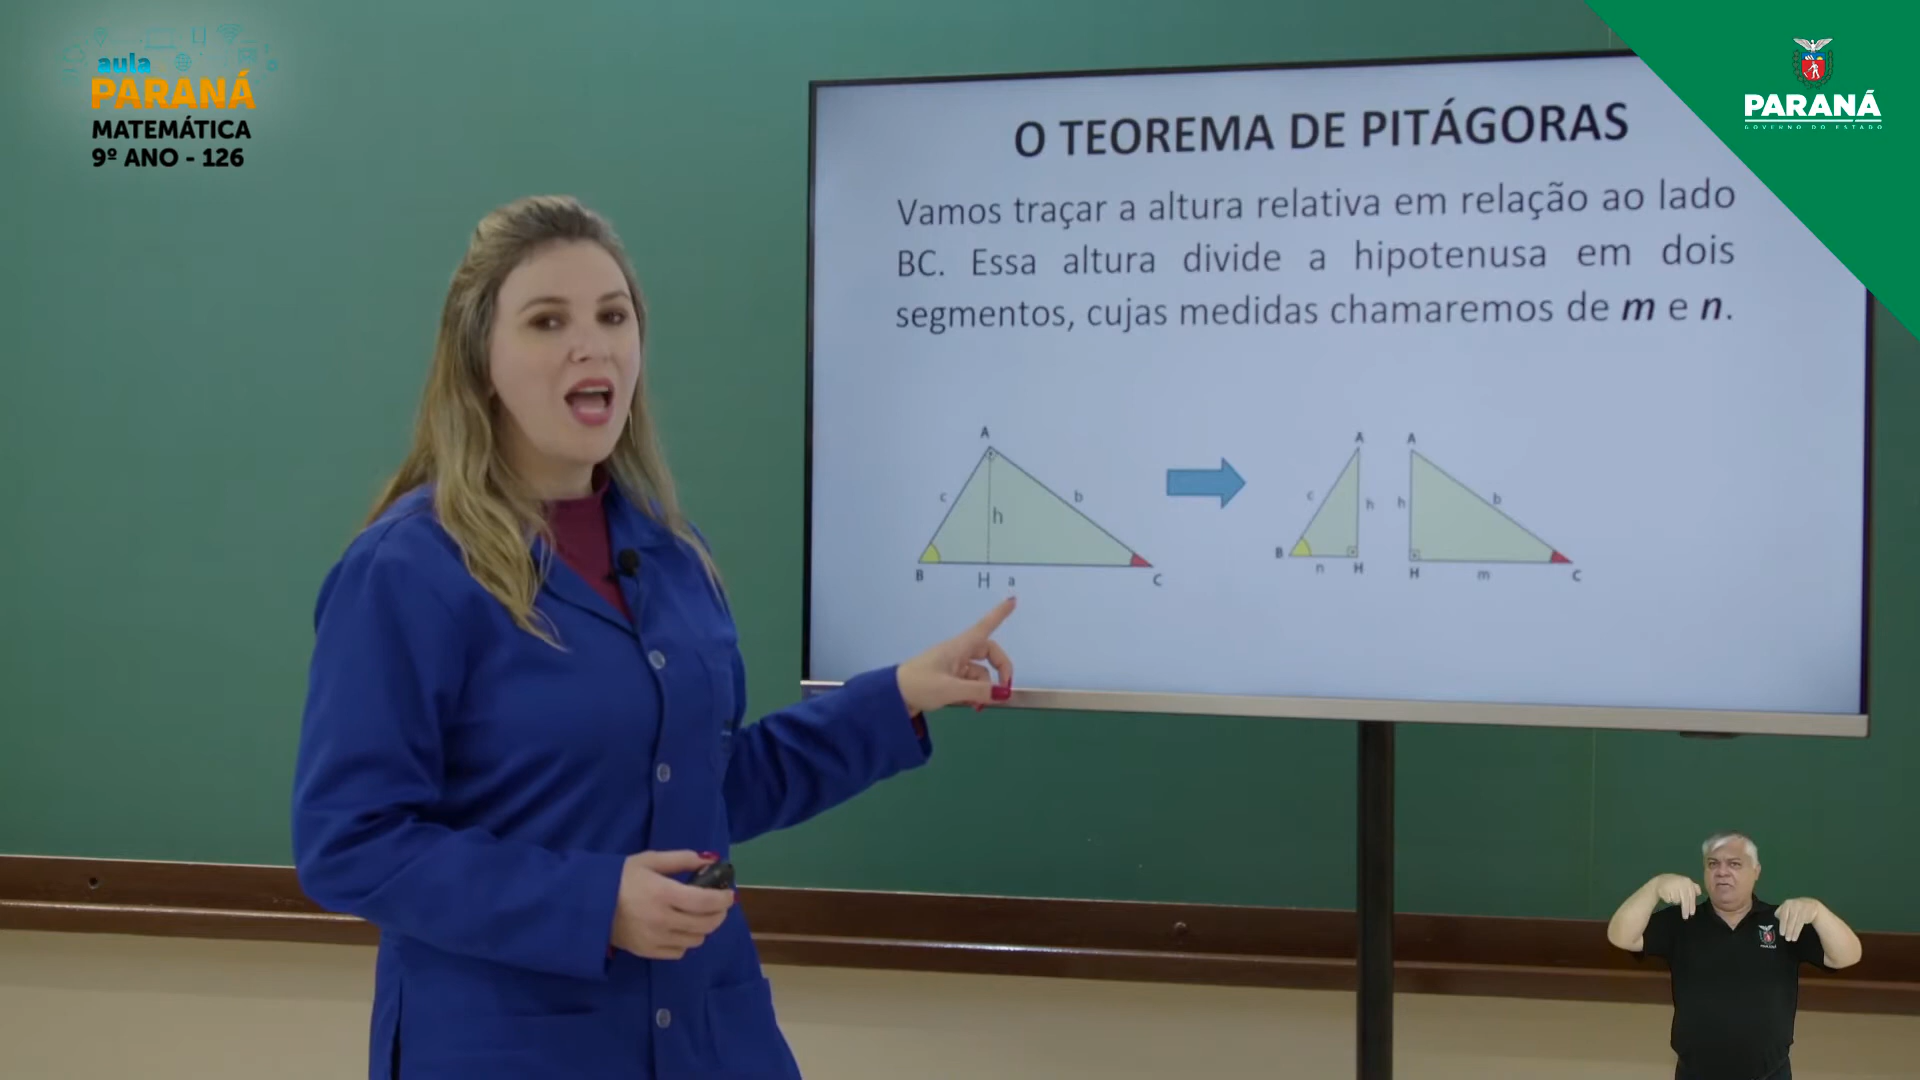 aula
PARANÁ
MATEMÁTICA
9º ANO - 126
PARANÁ
GOVERNO DO ESTADO
O TEOREMA DE PITÁGORAS
Vamos traçar a altura relativa em relação ao lado
BC. Essa altura divide a hipotenusa em dois
segmentos, cujas medidas chamaremos de m e n.
A
c
b
h
B
H
a
C
A
c
h
B
n
H
A
h
b
H
m
C